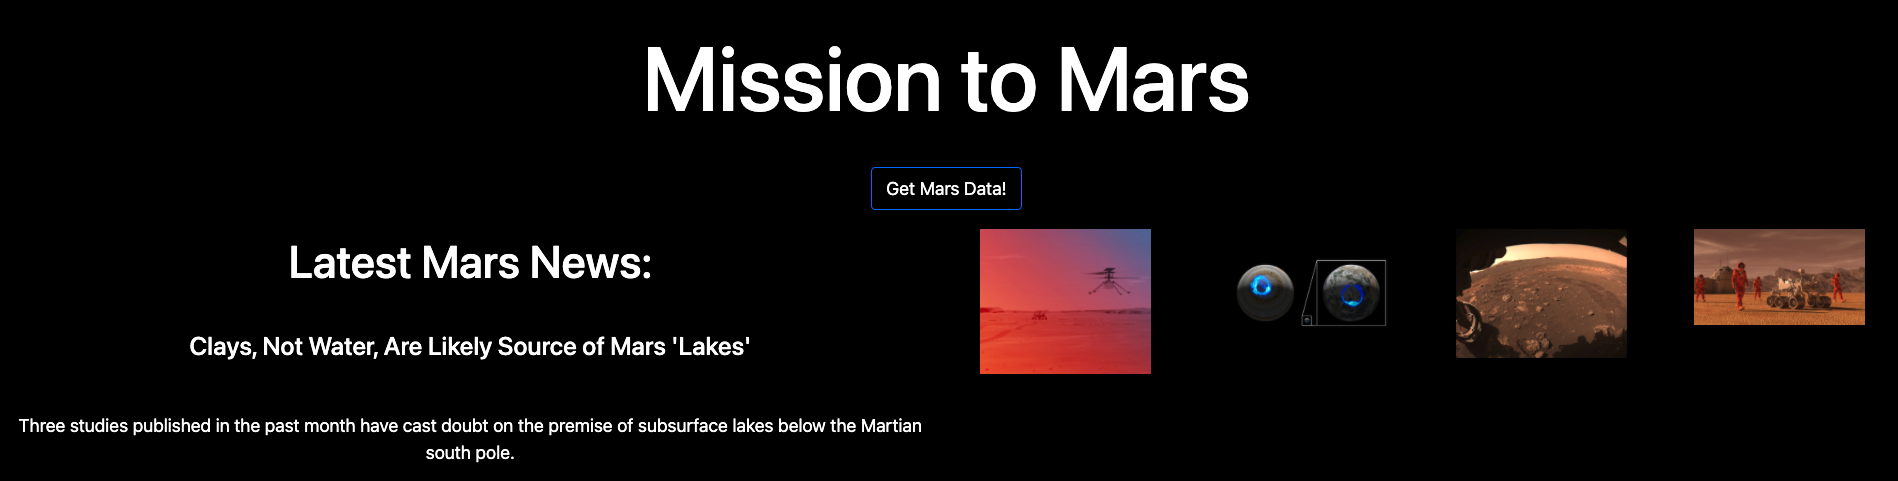 Mission to Mars
Get Mars Data!
Latest Mars News:
Clays, Not Water, Are Likely Source of Mars 'Lakes'
Three studies published in the past month have cast doubt on the premise of subsurface lakes below the Martian
south pole.